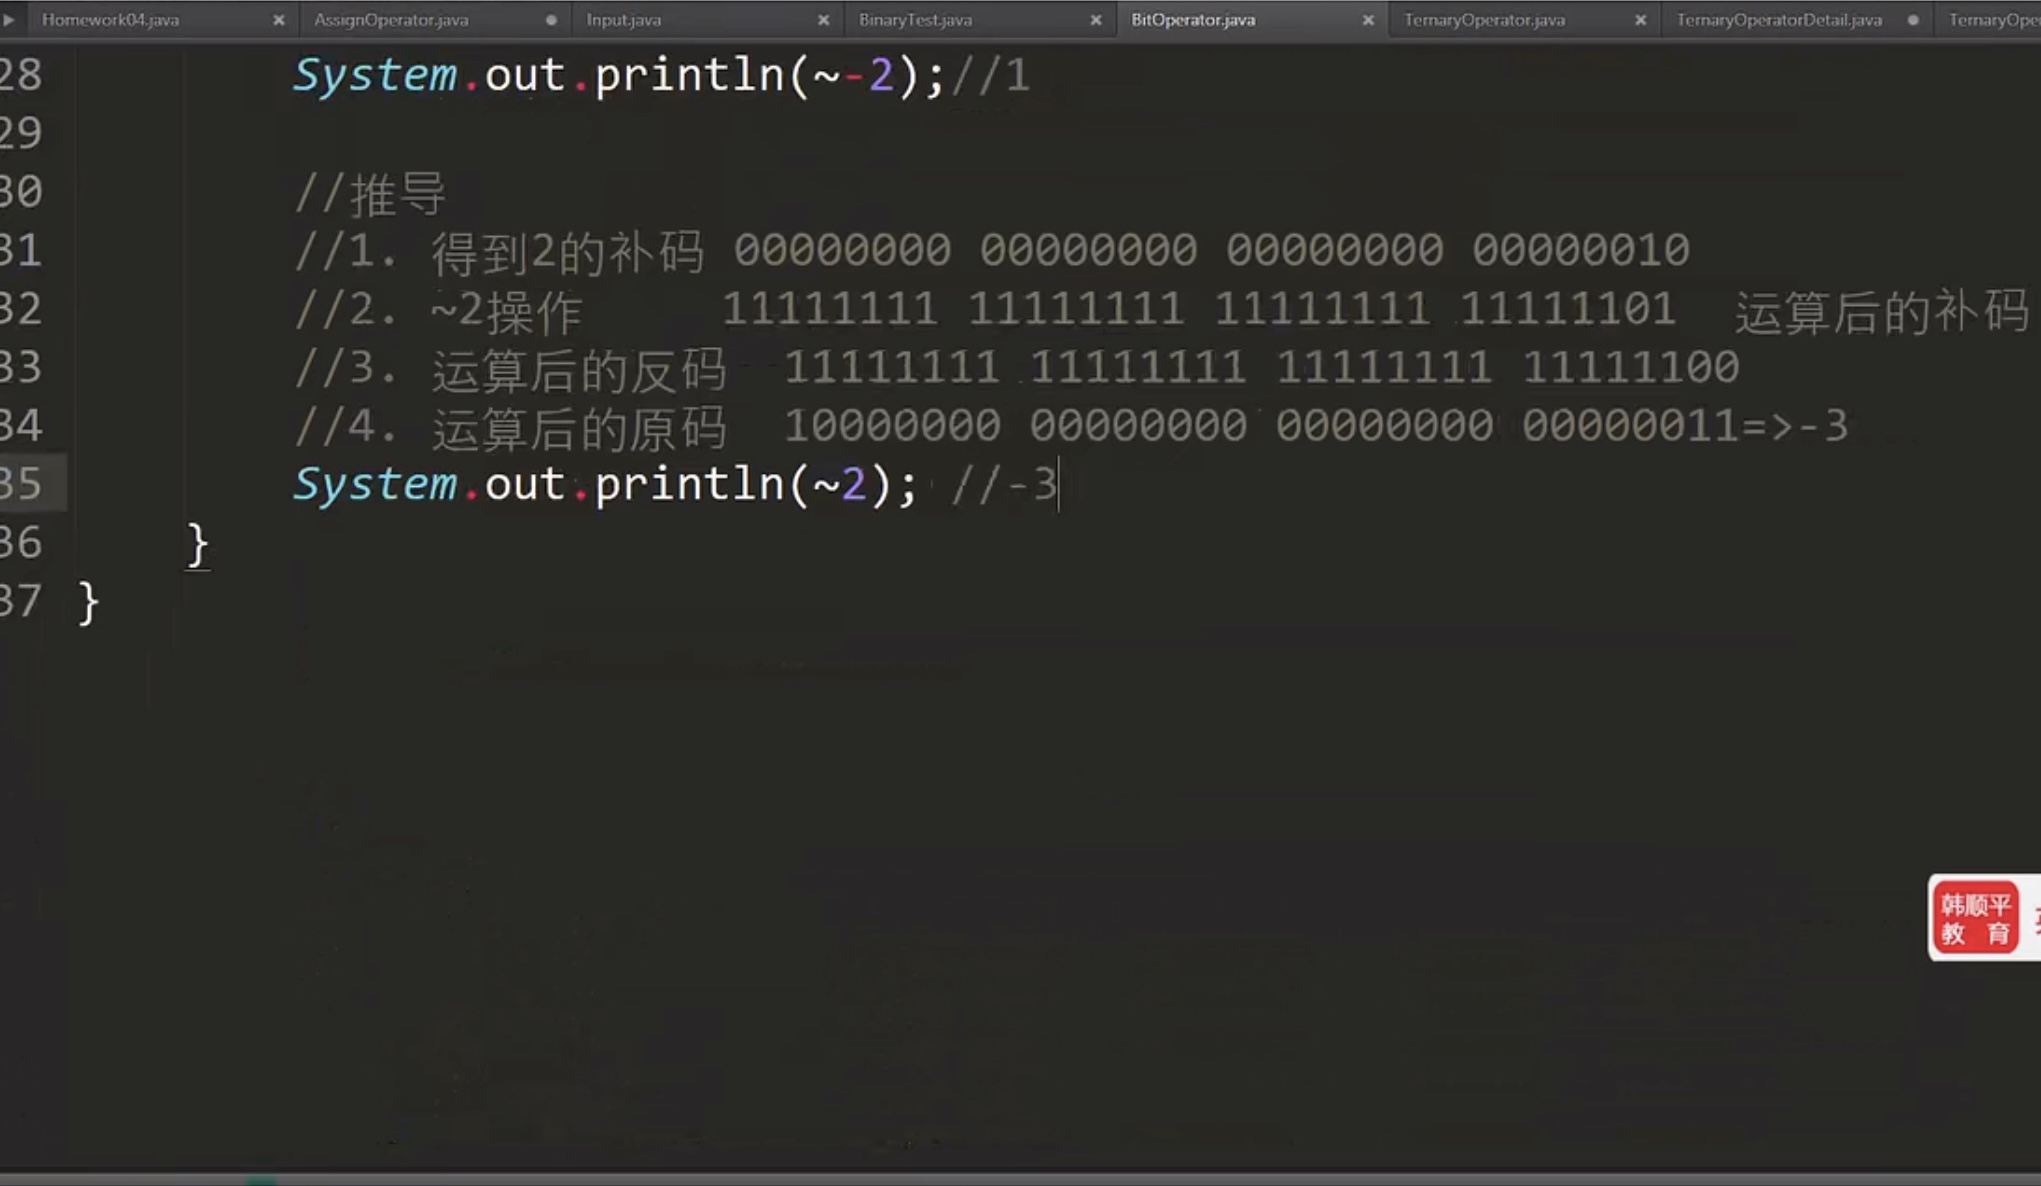 Homework04.java AssignOperator.java Input.java BinaryTest.java BitOperator.java TernaryOperator.java TernaryOperatorDetail.java
28 System.out.println(~-2);//1
29
30 //推导
31 //1. 得到2的补码 00000000 00000000 00000000 00000010
32 //2. ~2操作 11111111 11111111 11111111 11111101 运算后的补码
33 //3. 运算后的反码 11111111 11111111 11111111 11111100
34 //4. 运算后的原码 10000000 00000000 00000000 00000011=>-3
35 System.out.println(~2); //-3
36 }
37 }
韩顺平
教 育